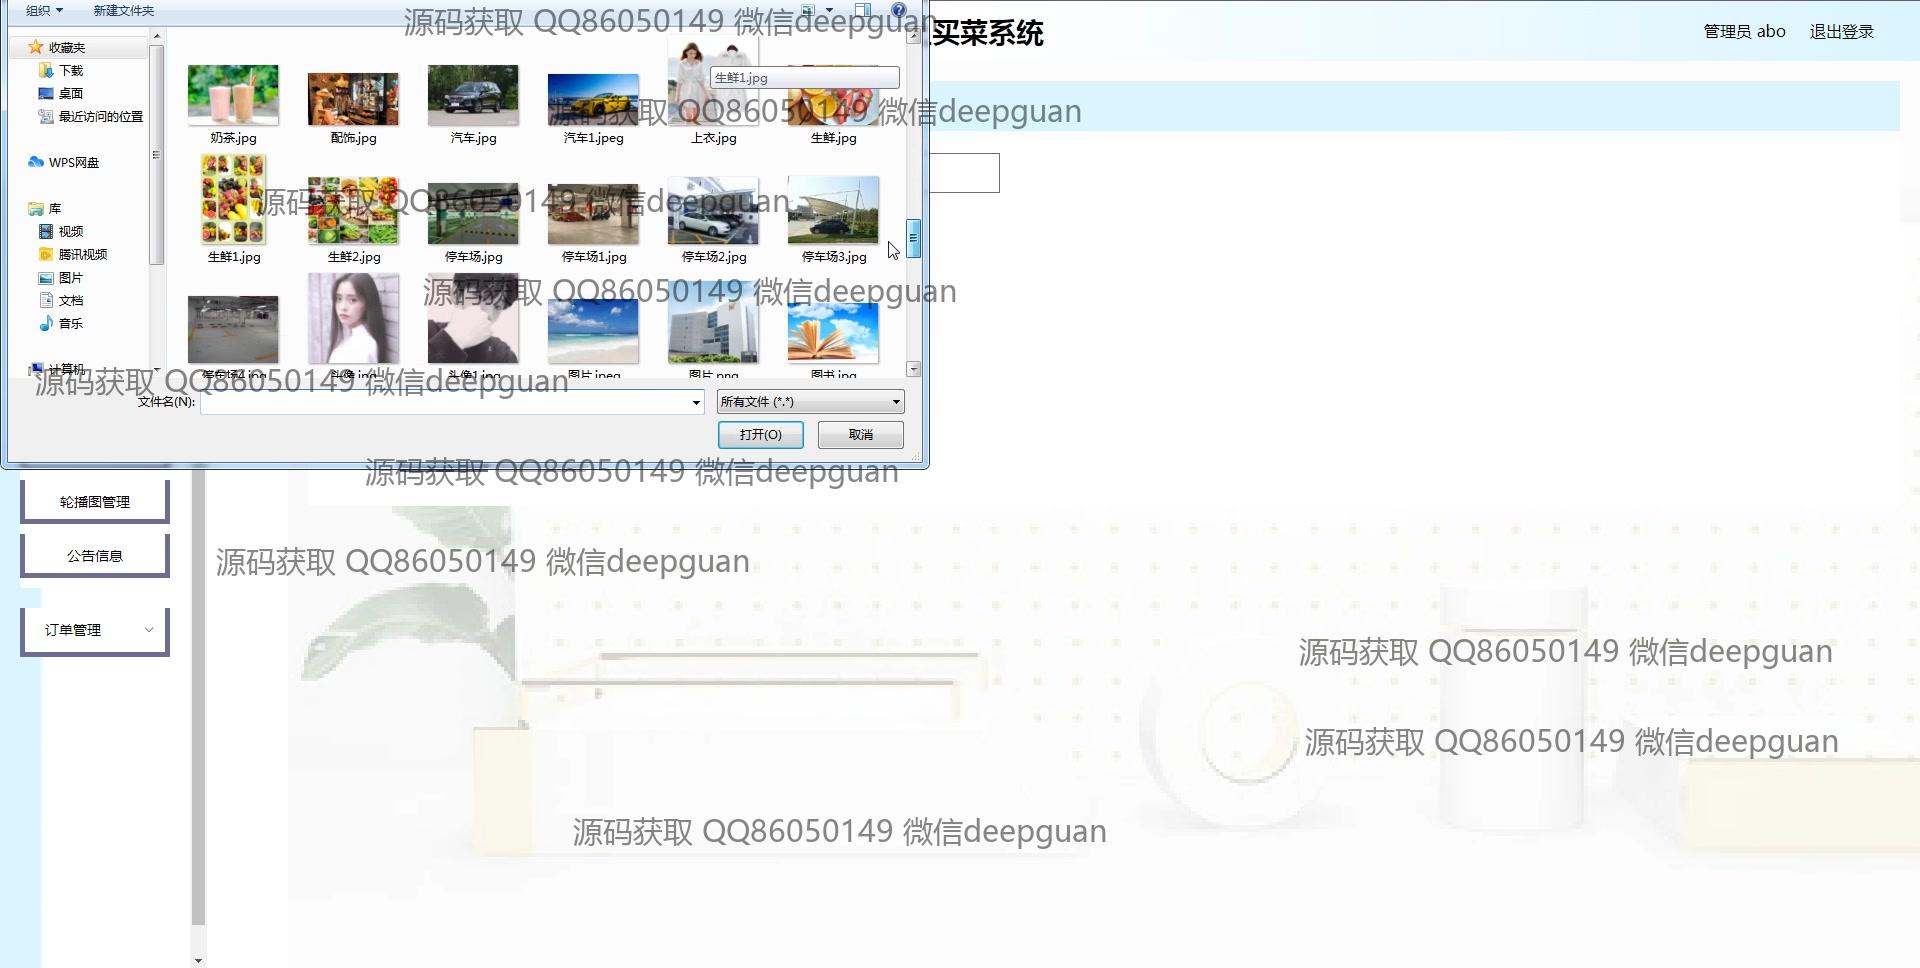 组织 新建文件夹
源码获取 QQ86050149 微信deepguan
买菜系统
管理员 abo 退出登录
收藏夹
下载
桌面
最近访问的位置
WPS网盘
库
视频
腾讯视频
图片
文档
音乐
计算机
生鲜1.jpg
源码获取 QQ86050149 微信deepguan
奶茶.jpg 配饰.jpg 汽车.jpg 汽车1.jpeg 上衣.jpg 生鲜.jpg
源码获取 QQ86050149 微信deepguan
生鲜1.jpg 生鲜2.jpg 停车场.jpg 停车场1.jpg 停车场2.jpg 停车场3.jpg
源码获取 QQ86050149 微信deepguan
停车场4.jpg 头像.jpg 头像1.jpg 图片.jpeg 图片.png 图书.jpg
源码获取 QQ86050149 微信deepguan
文件名(N): 所有文件 (*.*)
打开(O) 取消
源码获取 QQ86050149 微信deepguan
轮播图管理
公告信息
源码获取 QQ86050149 微信deepguan
订单管理
源码获取 QQ86050149 微信deepguan
源码获取 QQ86050149 微信deepguan
源码获取 QQ86050149 微信deepguan